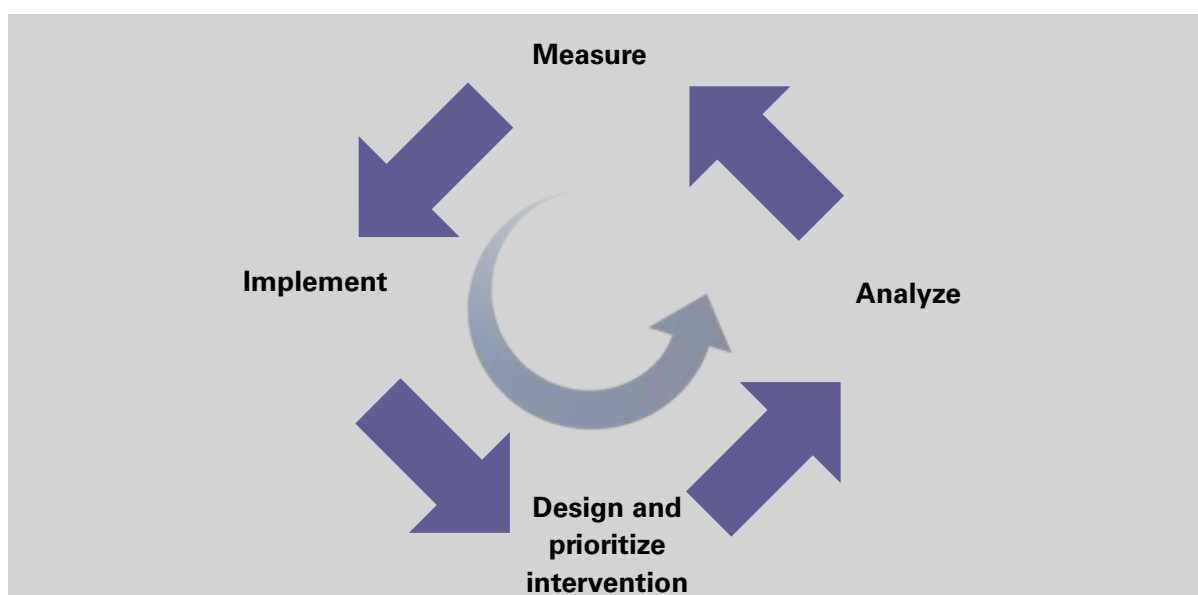 Measure
Implement
Analyze
Design and
prioritize
intervention